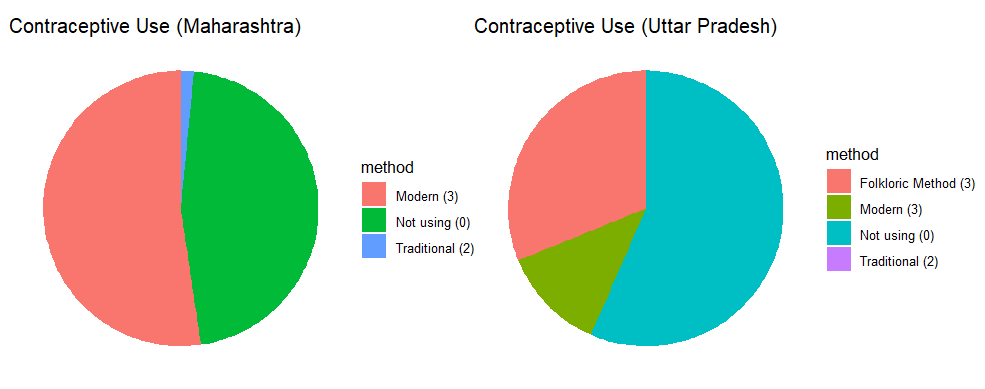 Contraceptive Use (Maharashtra)
method
Modern (3)
Not using (0)
Traditional (2)
Contraceptive Use (Uttar Pradesh)
method
Folkloric Method (3)
Modern (3)
Not using (0)
Traditional (2)